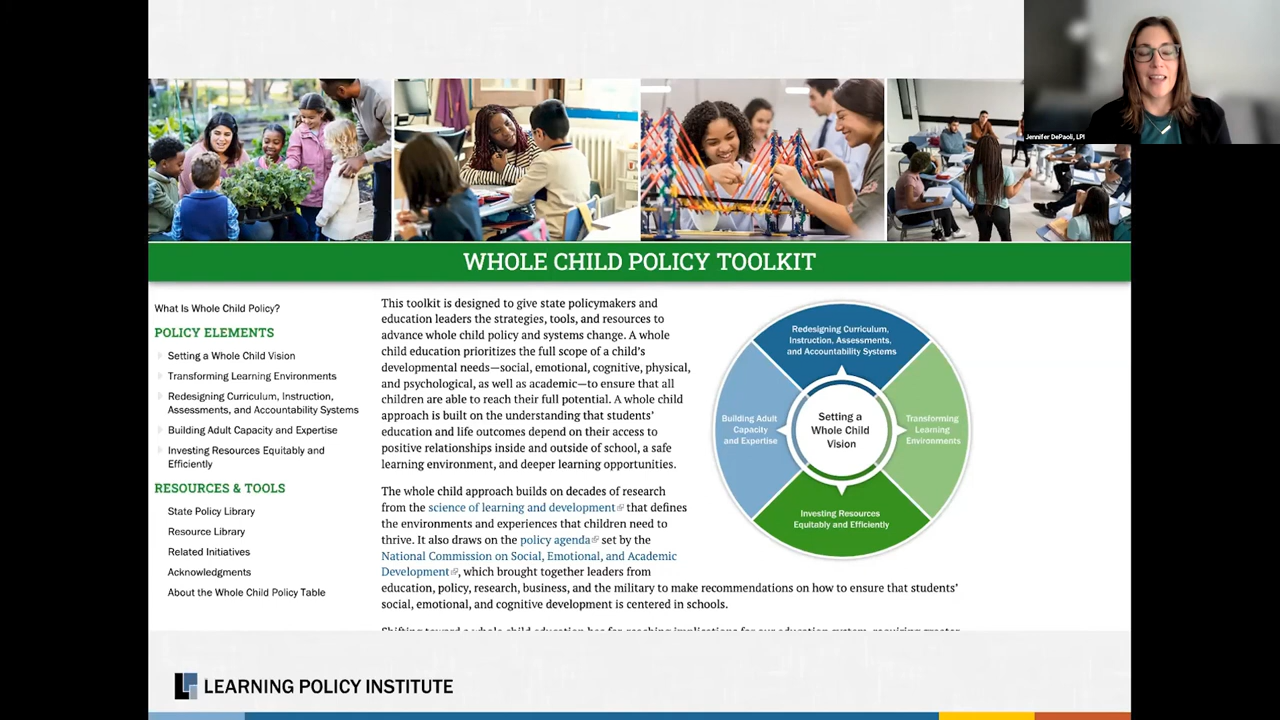 Jennifer DePaoli, LPI
WHOLE CHILD POLICY TOOLKIT
What Is Whole Child Policy?
POLICY ELEMENTS
Setting a Whole Child Vision
Transforming Learning Environments
Redesigning Curriculum, Instruction,
Assessments, and Accountability Systems
Building Adult Capacity and Expertise
Investing Resources Equitably and
Efficiently
RESOURCES & TOOLS
State Policy Library
Resource Library
Related Initiatives
Acknowledgments
About the Whole Child Policy Table
This toolkit is designed to give state policymakers and
education leaders the strategies, tools, and resources to
advance whole child policy and systems change. A whole
child education prioritizes the full scope of a child's
developmental needs—social, emotional, cognitive, physical,
and psychological, as well as academic—to ensure that all
children are able to reach their full potential. A whole child
approach is built on the understanding that students'
education and life outcomes depend on their access to
positive relationships inside and outside of school, a safe
learning environment, and deeper learning opportunities.
The whole child approach builds on decades of research
from the science of learning and development that defines
the environments and experiences that children need to
thrive. It also draws on the policy agenda set by the
National Commission on Social, Emotional, and Academic
Development, which brought together leaders from
education, policy, research, business, and the military to make recommendations on how to ensure that students'
social, emotional, and cognitive development is centered in schools.
Redesigning Curriculum,
Instruction, Assessments,
and Accountability Systems
Building Adult
Capacity
and Expertise
Setting a
Whole Child
Vision
Transforming
Learning
Environments
Investing Resources
Equitably and Efficiently
LEARNING POLICY INSTITUTE